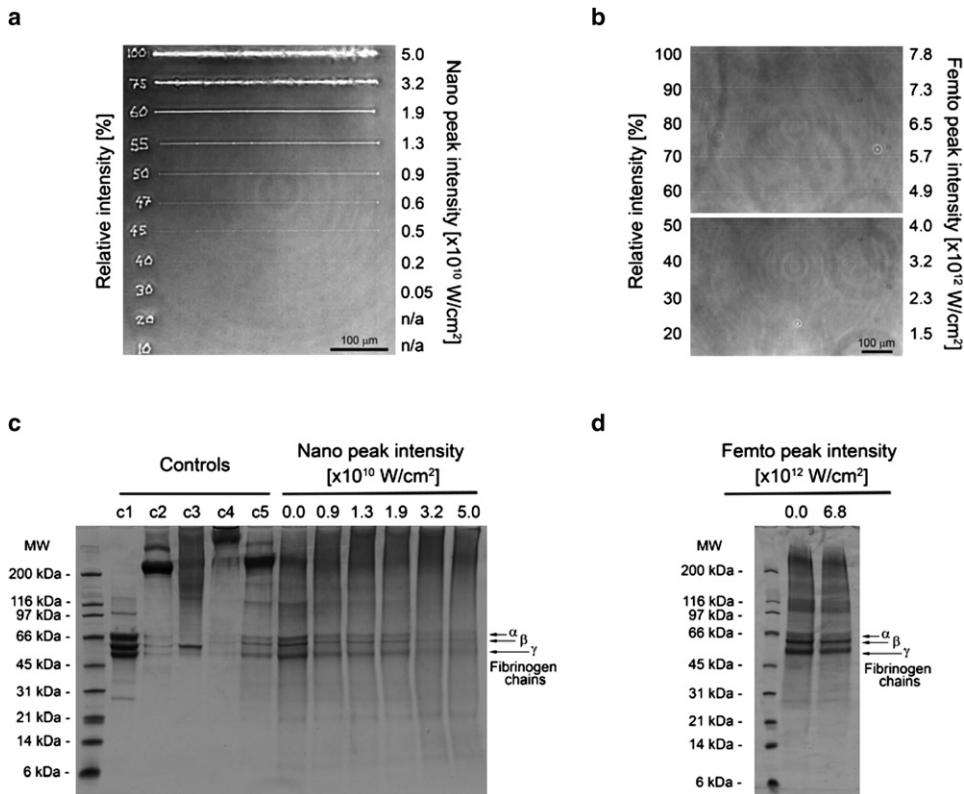 a
Relative intensity [%]
100
75
60
55
50
47
45
40
30
20
10
5.0
3.2
1.9
1.3
0.9
0.6
0.5
0.2
0.05
n/a
n/a
Nano peak intensity [x10¹⁰ W/cm²]
100 µm
b
Relative intensity [%]
100
90
80
70
60
50
40
30
20
7.8
7.3
6.5
5.7
4.9
4.0
3.2
2.3
1.5
Femto peak intensity [x10¹² W/cm²]
100 µm
c
Controls
Nano peak intensity
[x10¹⁰ W/cm²]
c1 c2 c3 c4 c5 0.0 0.9 1.3 1.9 3.2 5.0
MW
200 kDa -
116 kDa -
97 kDa -
66 kDa -
45 kDa -
31 kDa -
21 kDa -
14 kDa -
6 kDa -
α
β
γ
Fibrinogen
chains
d
Femto peak intensity
[x10¹² W/cm²]
0.0 6.8
MW
200 kDa -
116 kDa -
97 kDa -
66 kDa -
45 kDa -
31 kDa -
21 kDa -
14 kDa -
6 kDa -
α
β
γ
Fibrinogen
chains